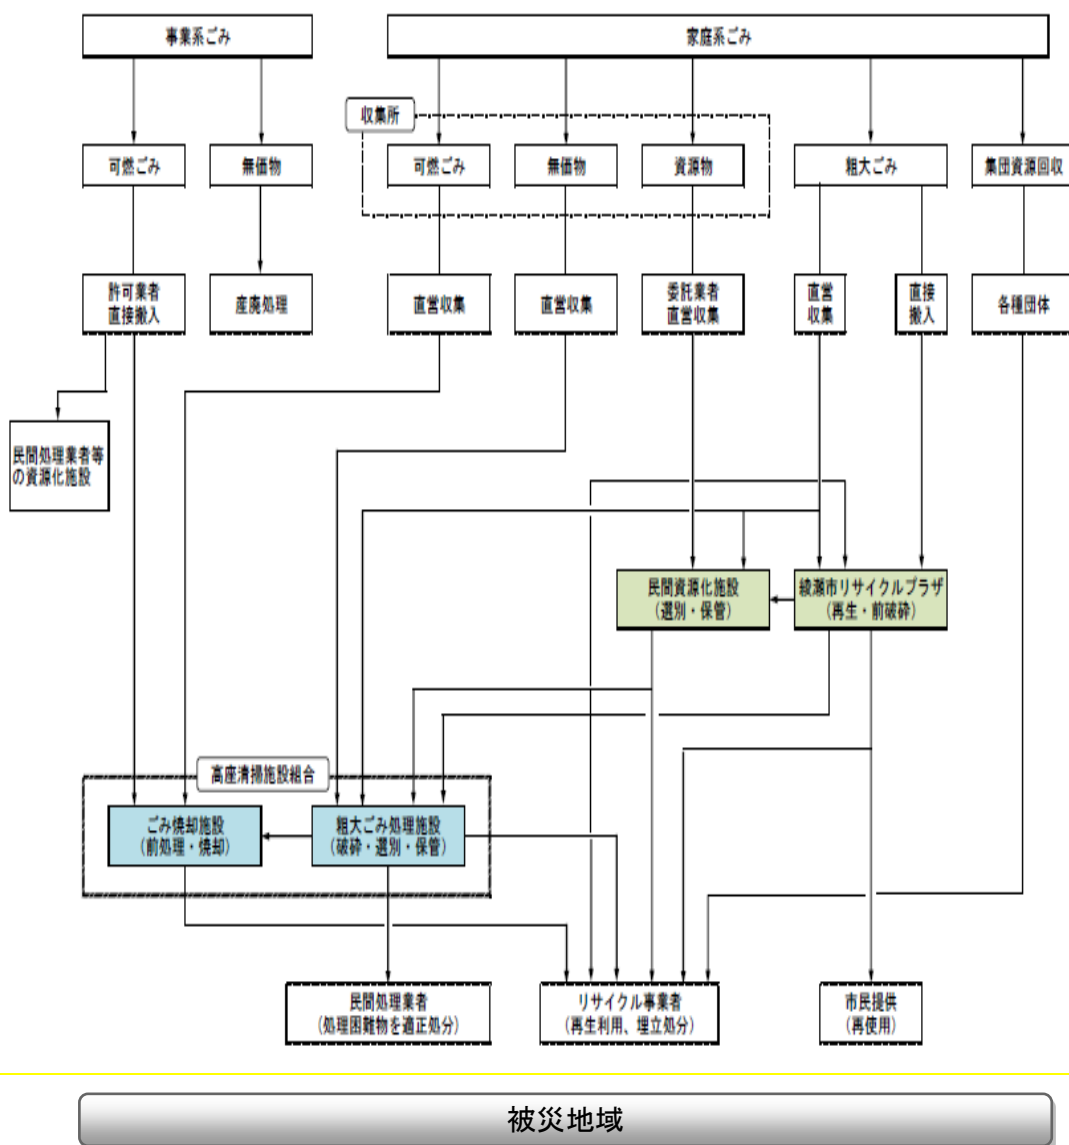 事業系ごみ
家庭系ごみ
収集所
可燃ごみ
無価物
可燃ごみ
無価物
資源物
粗大ごみ
集団資源回収
許可業者
直接搬入
産廃処理
直営収集
直営収集
委託業者
直営収集
直営
収集
直接
搬入
各種団体
民間処理業者等
の資源化施設
民間資源化施設
(選別・保管)
綾瀬市リサイクルプラザ
(再生・前破砕)
高座清掃施設組合
ごみ焼却施設
(前処理・焼却)
粗大ごみ処理施設
(破砕・選別・保管)
民間処理業者
(処理困難物を適正処分)
リサイクル事業者
(再生利用、埋立処分)
市民提供
(再使用)
被災地域